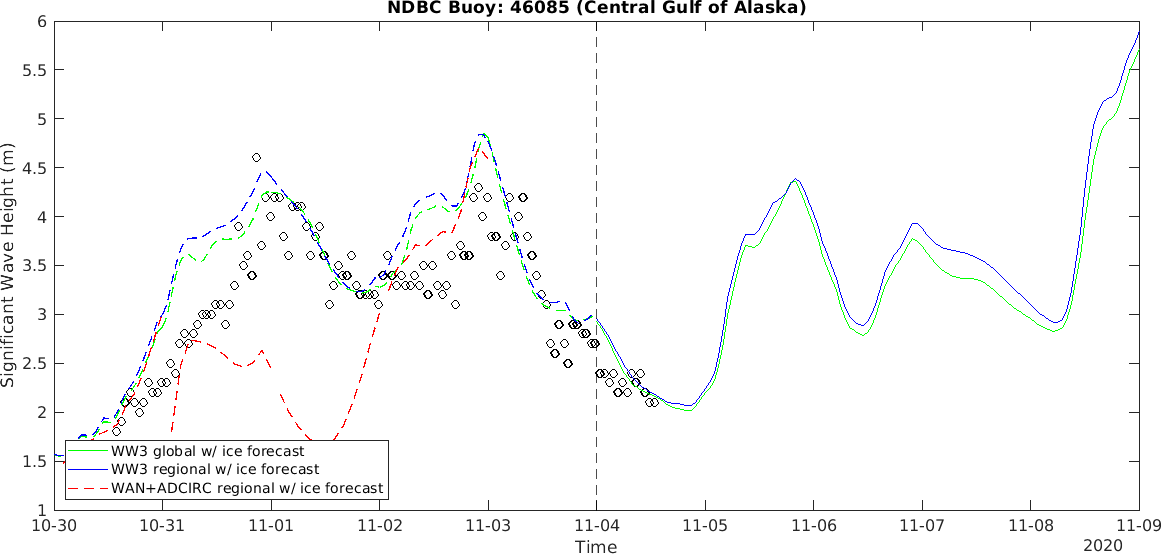 NDBC Buoy: 46085 (Central Gulf of Alaska)
6
5.5
5
4.5
4
3.5
3
2.5
2
1.5
1
Significant Wave Height (m)
WW3 global w/ ice forecast
WW3 regional w/ ice forecast
WAN+ADCIRC regional w/ ice forecast
10-30 10-31 11-01 11-02 11-03 11-04 11-05 11-06 11-07 11-08 11-09
Time
2020